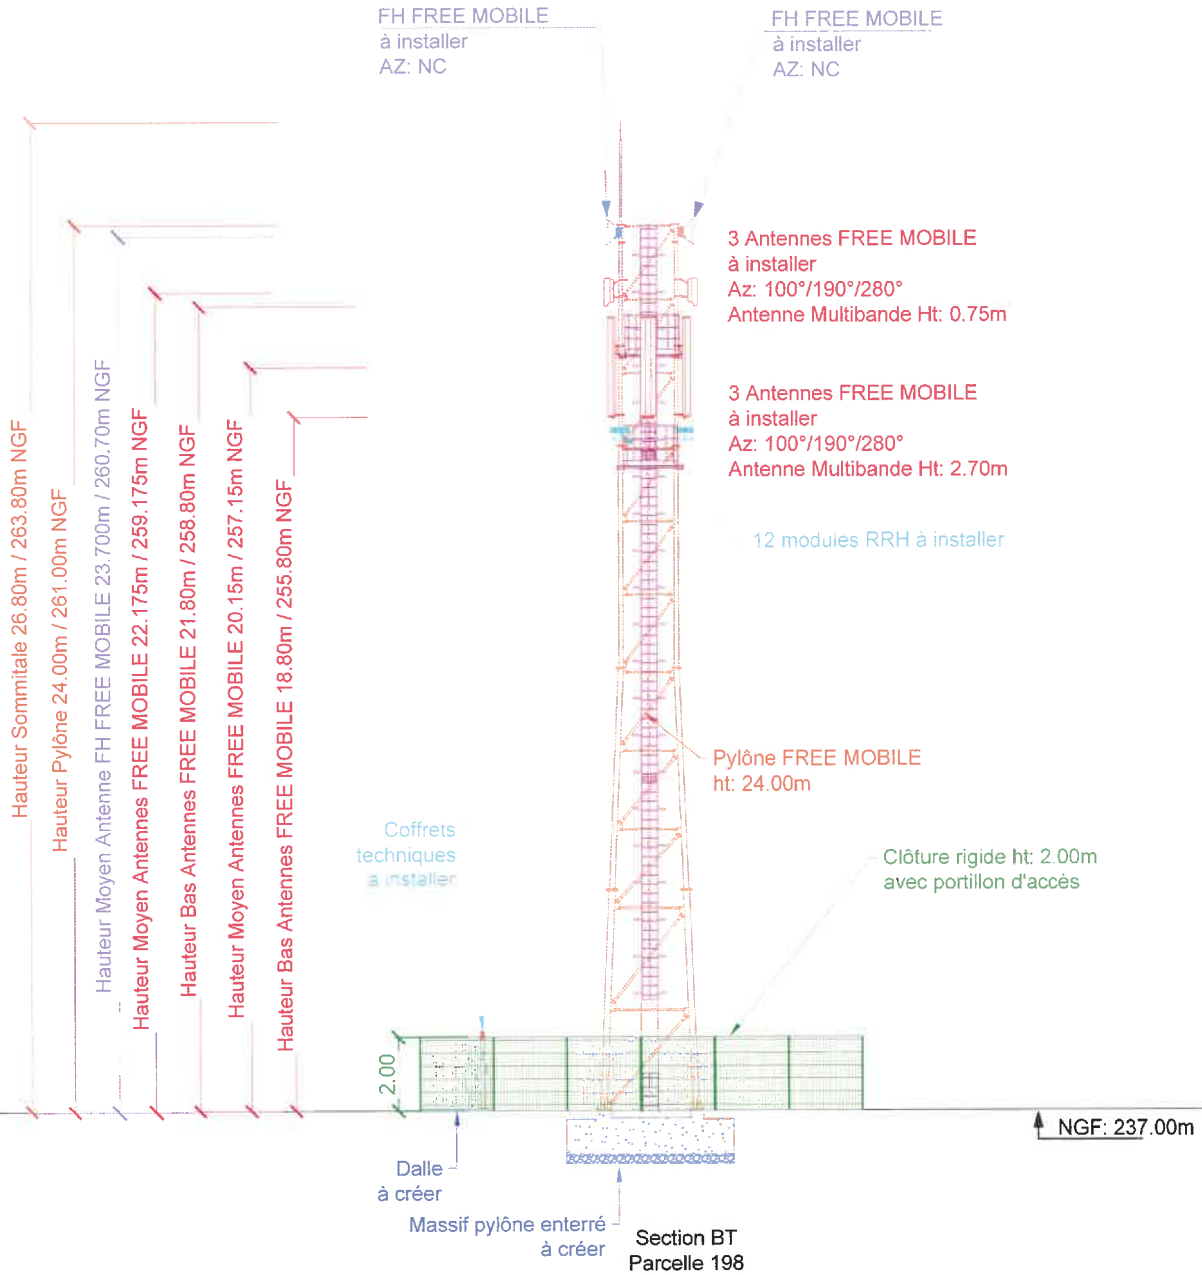 FH FREE MOBILE
à installer
AZ: NC
FH FREE MOBILE
à installer
AZ: NC
3 Antennes FREE MOBILE
à installer
Az: 100°/190°/280°
Antenne Multibande Ht: 0.75m
3 Antennes FREE MOBILE
à installer
Az: 100°/190°/280°
Antenne Multibande Ht: 2.70m
12 modules RRH à installer
Hauteur Sommitale 26.80m / 263.80m NGF
Hauteur Pylône 24.00m / 261.00m NGF
Hauteur Moyen Antenne FH FREE MOBILE 23.700m / 260.70m NGF
Hauteur Moyen Antennes FREE MOBILE 22.175m / 259.175m NGF
Hauteur Bas Antennes FREE MOBILE 21.80m / 258.80m NGF
Hauteur Moyen Antennes FREE MOBILE 20.15m / 257.15m NGF
Hauteur Bas Antennes FREE MOBILE 18.80m / 255.80m NGF
Pylône FREE MOBILE
ht: 24.00m
Coffrets
techniques
à installer
Clôture rigide ht: 2.00m
avec portillon d'accès
2.00
NGF: 237.00m
Dalle
à créer
Massif pylône enterré
à créer
Section BT
Parcelle 198